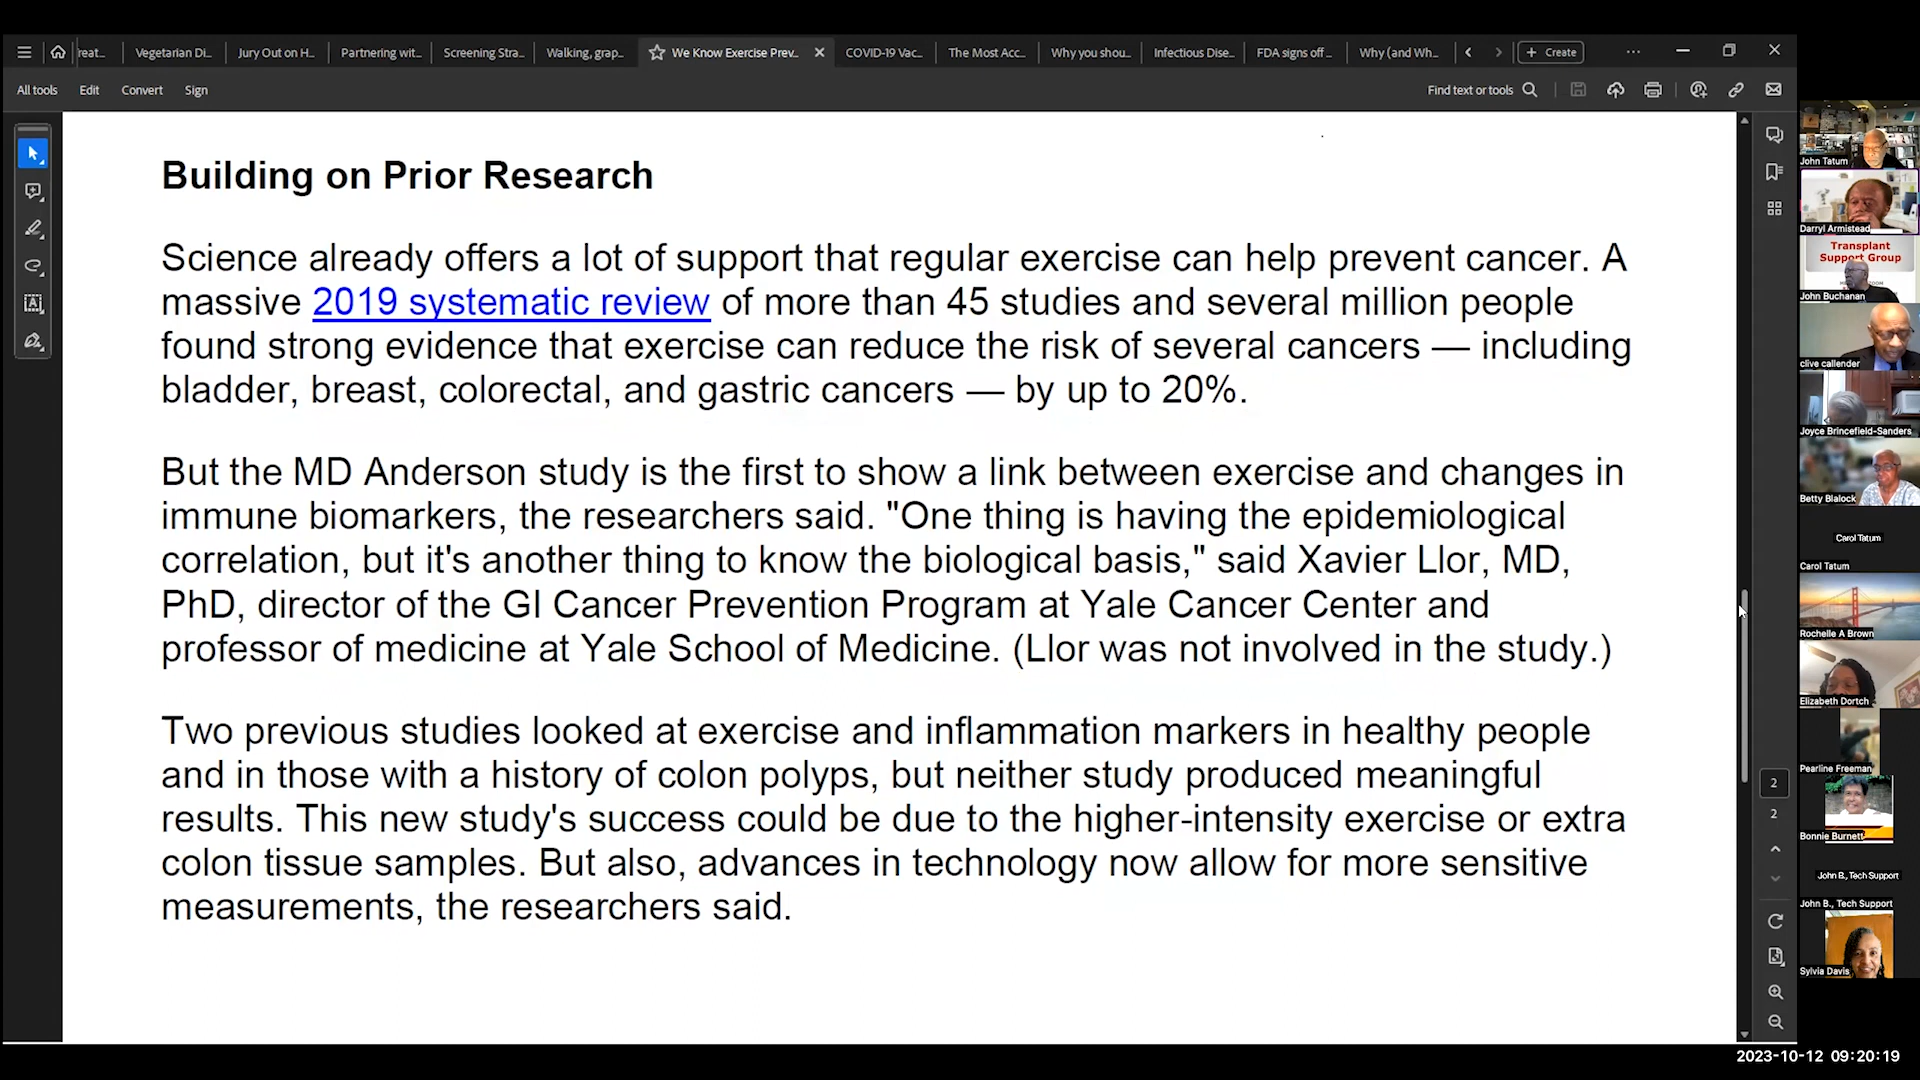 reat...
Vegetarian Di...
Jury Out on H...
Partnering wit...
Screening Stra...
Walking, grap...
We Know Exercise Prev...
COVID-19 Vac...
The Most Acc...
Why you shou...
Infectious Dise...
FDA signs off ...
Why (and Wh...
Create
All tools
Edit
Convert
Sign
Find text or tools
Building on Prior Research
Science already offers a lot of support that regular exercise can help prevent cancer. A
massive 2019 systematic review of more than 45 studies and several million people
found strong evidence that exercise can reduce the risk of several cancers — including
bladder, breast, colorectal, and gastric cancers — by up to 20%.
But the MD Anderson study is the first to show a link between exercise and changes in
immune biomarkers, the researchers said. "One thing is having the epidemiological
correlation, but it's another thing to know the biological basis," said Xavier Llor, MD,
PhD, director of the GI Cancer Prevention Program at Yale Cancer Center and
professor of medicine at Yale School of Medicine. (Llor was not involved in the study.)
Two previous studies looked at exercise and inflammation markers in healthy people
and in those with a history of colon polyps, but neither study produced meaningful
results. This new study's success could be due to the higher-intensity exercise or extra
colon tissue samples. But also, advances in technology now allow for more sensitive
measurements, the researchers said.
2
2
John Tatum
Darryl Armistead
Transplant
Support Group
John Buchanan
clive callender
Joyce Brincefield-Sanders
Betty Blalock
Carol Tatum
Carol Tatum
Rochelle A Brown
Elizabeth Dortch
Pearline Freeman
Bonnie Burnett
John B., Tech Support
John B., Tech Support
Sylvia Davis
2023-10-12 09:20:19